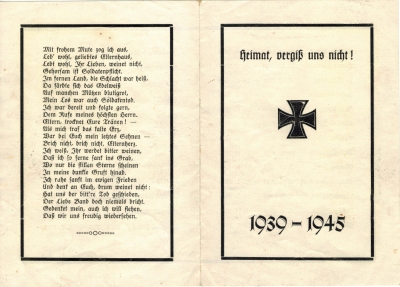 Mit frohem Mute zog ich aus,
Leb' wohl, geliebtes Elternhaus,
Lebt wohl, Ihr Lieben, weinet nicht,
Gehorsam ist Soldatenpflicht.
Im fernen Land, die Schlacht war heiß,
Da färbte sich das Edelweiß
Auf manchen Mützen blutigrot,
Mein Los war auch Soldatentod.
Ich war bereit und folgte gern,
Dem Rufe meines höchsten Herrn.
Eltern, trocknet Eure Tränen! —
Als mich traf das kalte Erz,
War bei Euch mein letztes Sehnen —
Brich nicht, brich nicht, Elternherz.
Ich weiß, Ihr werdet bitter weinen,
Daß ich so ferne sank ins Grab.
Wo nur die stillen Sterne scheinen
In meine dunkle Gruft hinab.
Ich ruhe sanft im ewigen Frieden
Und denk an Euch, drum weinet nicht:
Hat uns der bitt're Tod geschieden,
Der Liebe Band doch niemals bricht.
Gedenket mein, auch ich will flehen,
Daß wir uns freudig wiedersehen.
Heimat, vergiß uns nicht!
1939 – 1945